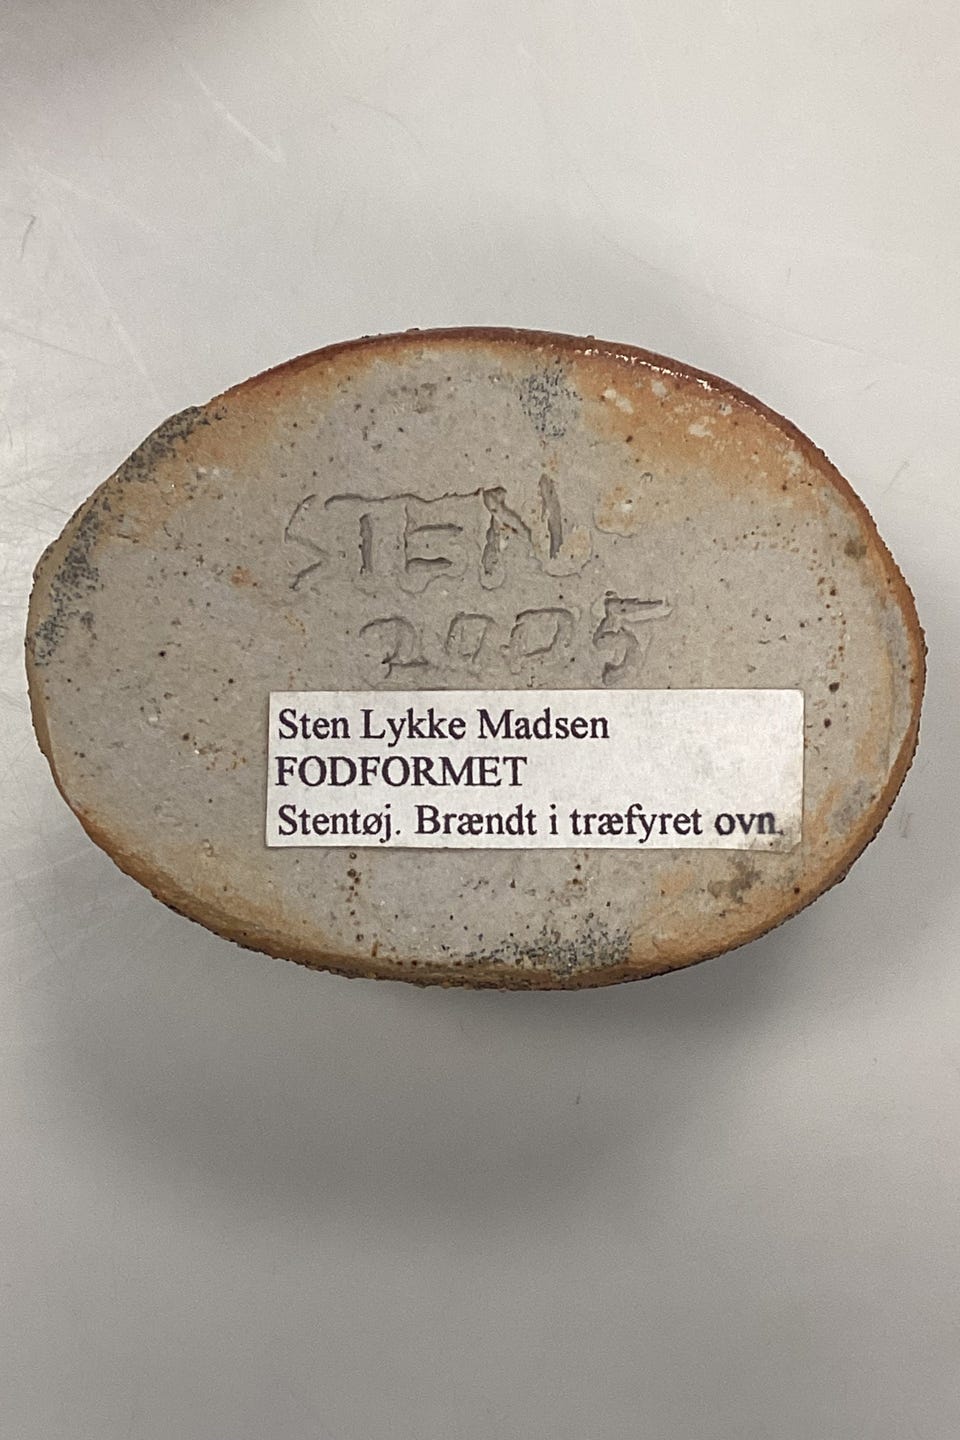 STEN
2005
Sten Lykke Madsen
FODFORMET
Stentøj. Brændt i træfyret ovn.